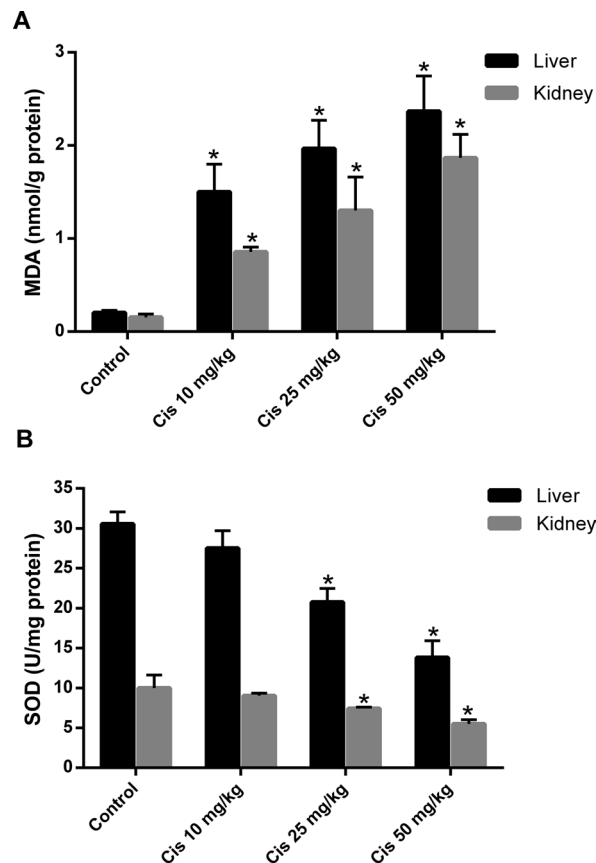 A
Liver
Kidney
MDA (nmol/g protein)
3
2
1
0
* * * * * *
Control
Cis 10 mg/kg
Cis 25 mg/kg
Cis 50 mg/kg
B
Liver
Kidney
SOD (U/mg protein)
35
30
25
20
15
10
5
0
* * * *
Control
Cis 10 mg/kg
Cis 25 mg/kg
Cis 50 mg/kg